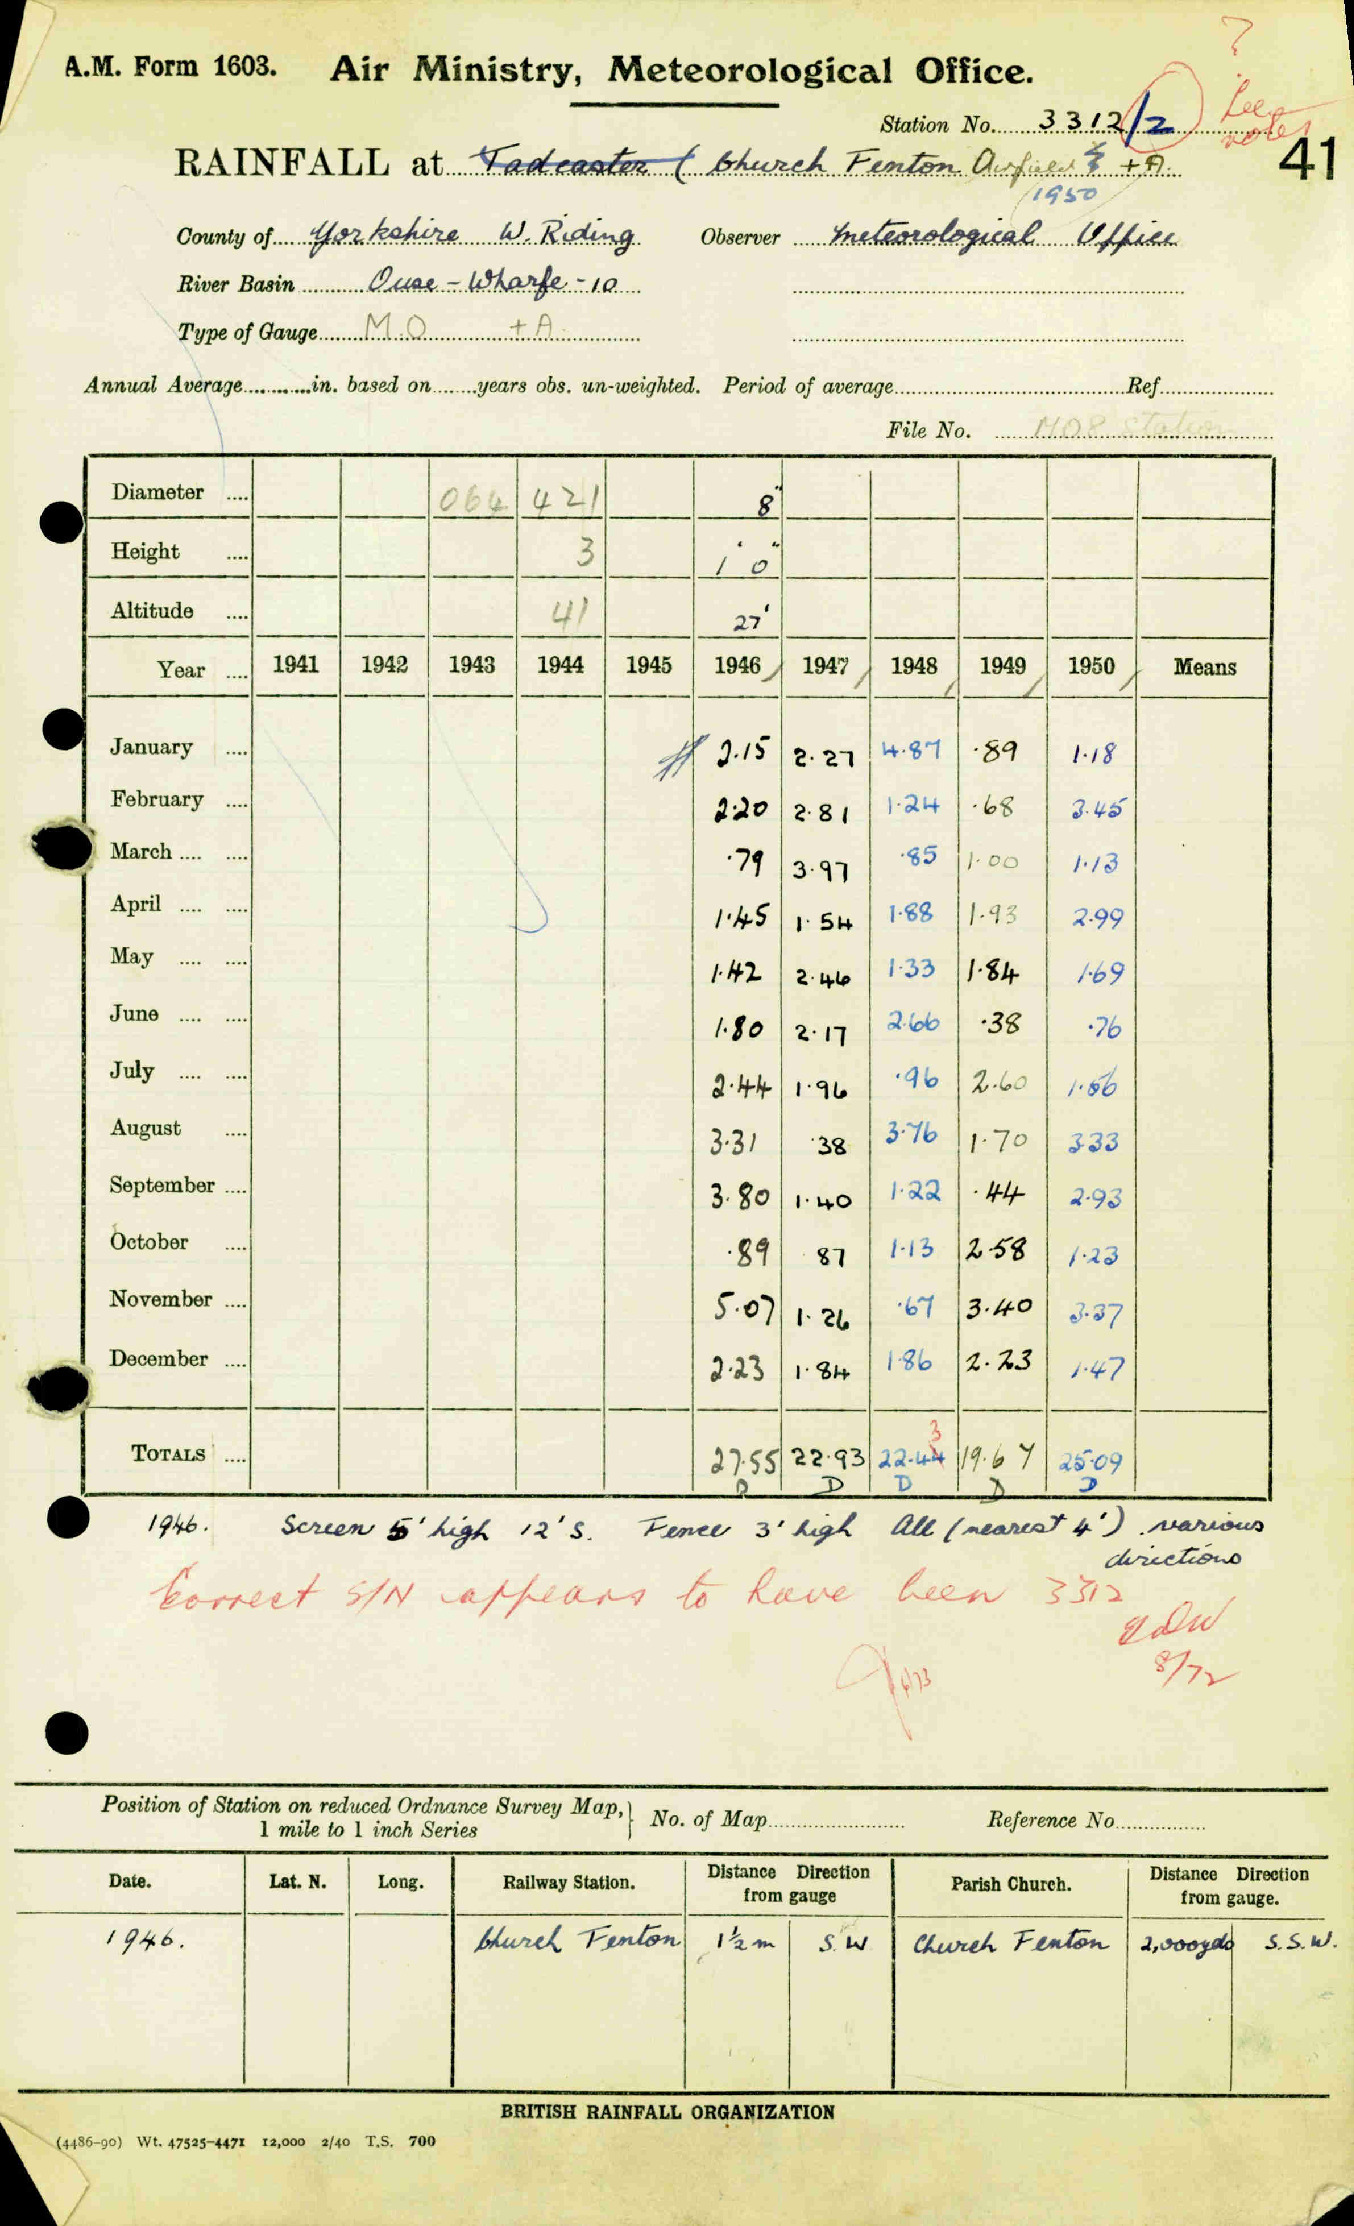 A.M. Form 1603. Air Ministry, Meteorological Office.
? See notes
Station No. 3312/2
41
RAINFALL at Tadcaster ( Church Fenton Airfield + A.
1950
County of Yorkshire W. Riding Observer Meteorological Office
River Basin Ouse - Wharfe - 10
Type of Gauge M.O + A.
Annual Average in. based on years obs. un-weighted. Period of average Ref.
File No. M08 Station
Diameter 064 421 8"
Height 3 1' 0"
Altitude 41 27'
Year 1941 1942 1943 1944 1945 1946 1947 1948 1949 1950 Means
January 2.15 2.27 4.87 .89 1.18
February 2.20 2.81 1.24 .68 3.45
March .79 3.97 .85 1.00 1.13
April 1.45 1.54 1.88 1.93 2.99
May 1.42 2.46 1.33 1.84 1.69
June 1.80 2.17 2.66 .38 .76
July 2.44 1.96 .96 2.60 1.56
August 3.31 .38 3.76 1.70 3.33
September 3.80 1.40 1.22 .44 2.93
October .89 .87 1.13 2.58 1.23
November 5.07 1.26 .67 3.40 3.37
December 2.23 1.84 1.86 2.23 1.47
3
TOTALS 27.55 22.93 22.44 19.67 25.09
D D D D D
1946. Screen 5' high 12' S. Fence 3' high All (nearest 4') various
directions
Correct S/N appears to have been 3312
8/72
6/73
Position of Station on reduced Ordnance Survey Map, } No. of Map Reference No.
1 mile to 1 inch Series
Date. Lat. N. Long. Railway Station. Distance Direction from gauge Parish Church. Distance Direction from gauge.
1946. Church Fenton 1½ m S.W Church Fenton 2,000yds S.S.W.
BRITISH RAINFALL ORGANIZATION
(4486-90) Wt. 47525-4471 12,000 2/40 T.S. 700